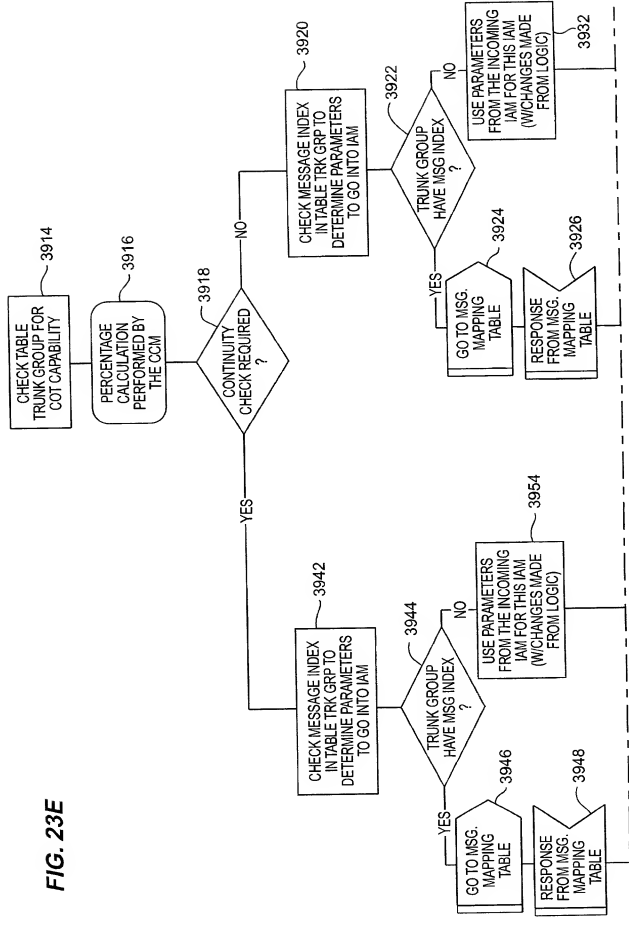 FIG. 23E
CHECK TABLE
TRUNK GROUP FOR
COT CAPABILITY
3914
PERCENTAGE
CALCULATION
PERFORMED BY
THE CCM
3916
CONTINUITY
CHECK REQUIRED
?
3918
YES
NO
CHECK MESSAGE INDEX
IN TABLE TRK GRP TO
DETERMINE PARAMETERS
TO GO INTO IAM
3942
TRUNK GROUP
HAVE MSG INDEX
?
3944
YES
NO
GO TO MSG.
MAPPING
TABLE
3946
RESPONSE
FROM MSG.
MAPPING
TABLE
3948
USE PARAMETERS
FROM THE INCOMING
IAM FOR THIS IAM
(W/CHANGES MADE
FROM LOGIC)
3954
CHECK MESSAGE INDEX
IN TABLE TRK GRP TO
DETERMINE PARAMETERS
TO GO INTO IAM
3920
TRUNK GROUP
HAVE MSG INDEX
?
3922
YES
NO
GO TO MSG.
MAPPING
TABLE
3924
RESPONSE
FROM MSG.
MAPPING
TABLE
3926
USE PARAMETERS
FROM THE INCOMING
IAM FOR THIS IAM
(W/CHANGES MADE
FROM LOGIC)
3932